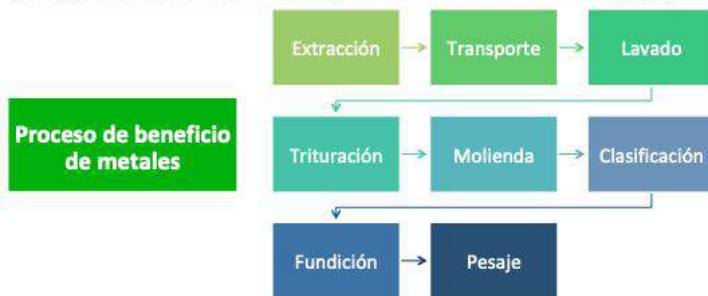 Extracción
Transporte
Lavado
Proceso de beneficio
de metales
Trituración
Molienda
Clasificación
Fundición
Pesaje